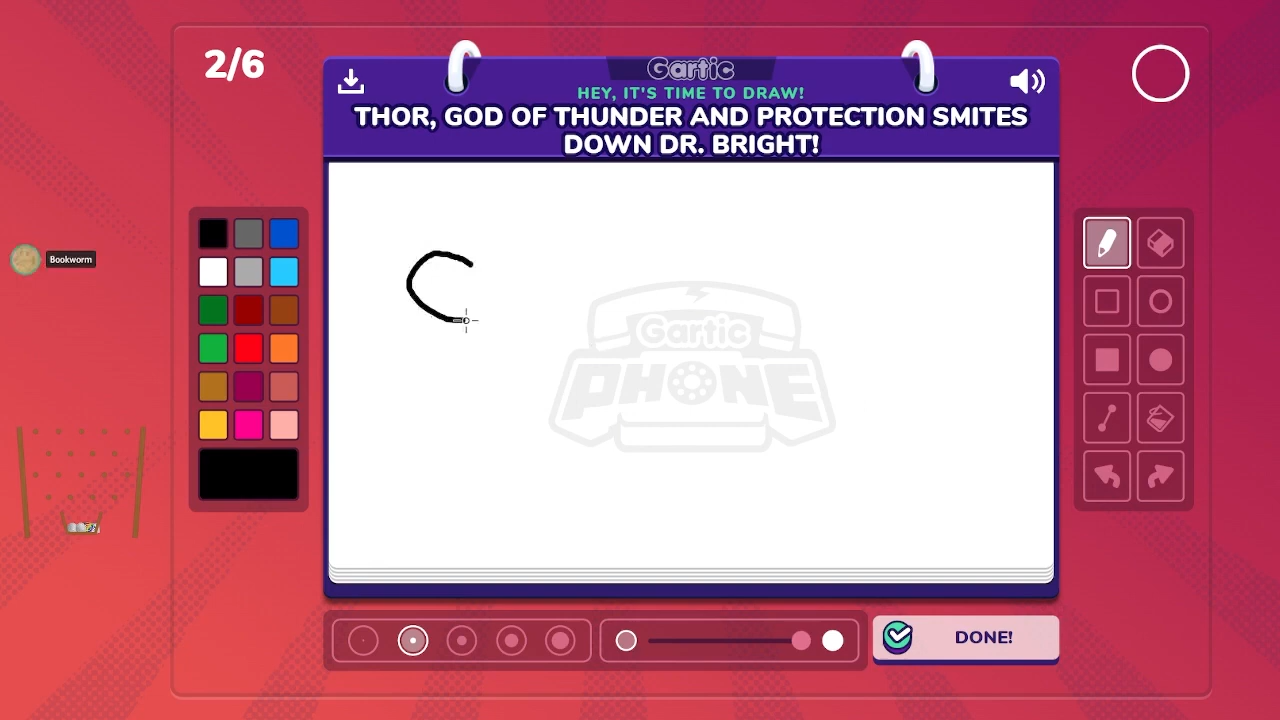 2/6
Gartic
HEY, IT'S TIME TO DRAW!
THOR, GOD OF THUNDER AND PROTECTION SMITES
DOWN DR. BRIGHT!
Bookworm
Gartic
PHONE
DONE!